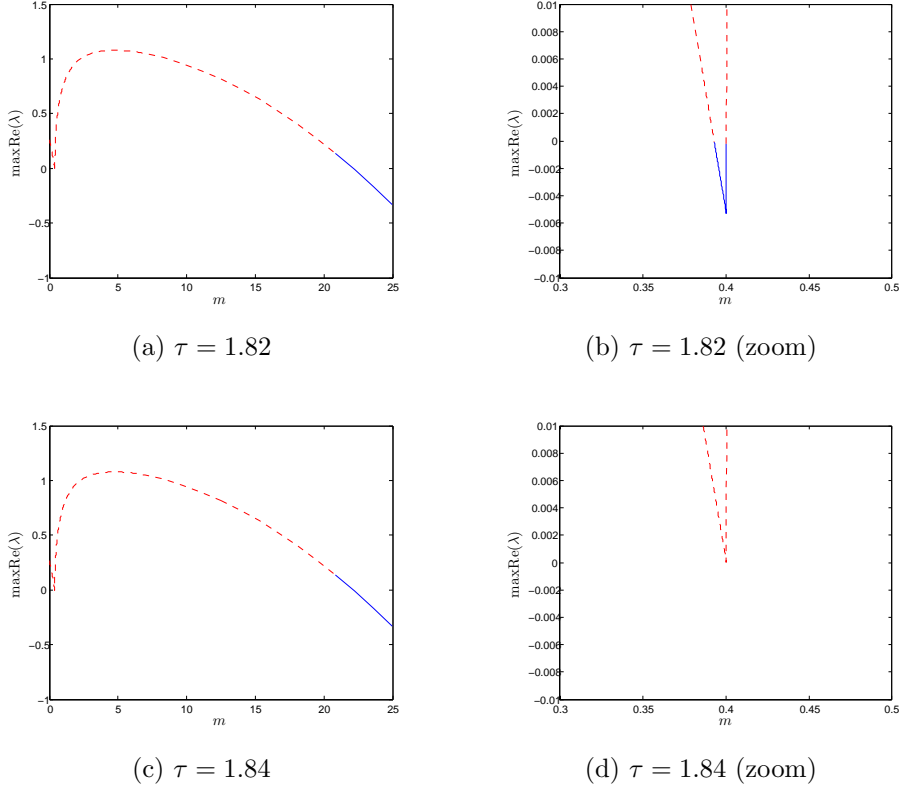 1.5
1
0.5
0
−0.5
−1
maxRe(λ)
0 5 10 15 20 25
m
(a) τ = 1.82
0.01
0.008
0.006
0.004
0.002
0
−0.002
−0.004
−0.006
−0.008
−0.01
maxRe(λ)
0.3 0.35 0.4 0.45 0.5
m
(b) τ = 1.82 (zoom)
1.5
1
0.5
0
−0.5
−1
maxRe(λ)
0 5 10 15 20 25
m
(c) τ = 1.84
0.01
0.008
0.006
0.004
0.002
0
−0.002
−0.004
−0.006
−0.008
−0.01
maxRe(λ)
0.3 0.35 0.4 0.45 0.5
m
(d) τ = 1.84 (zoom)